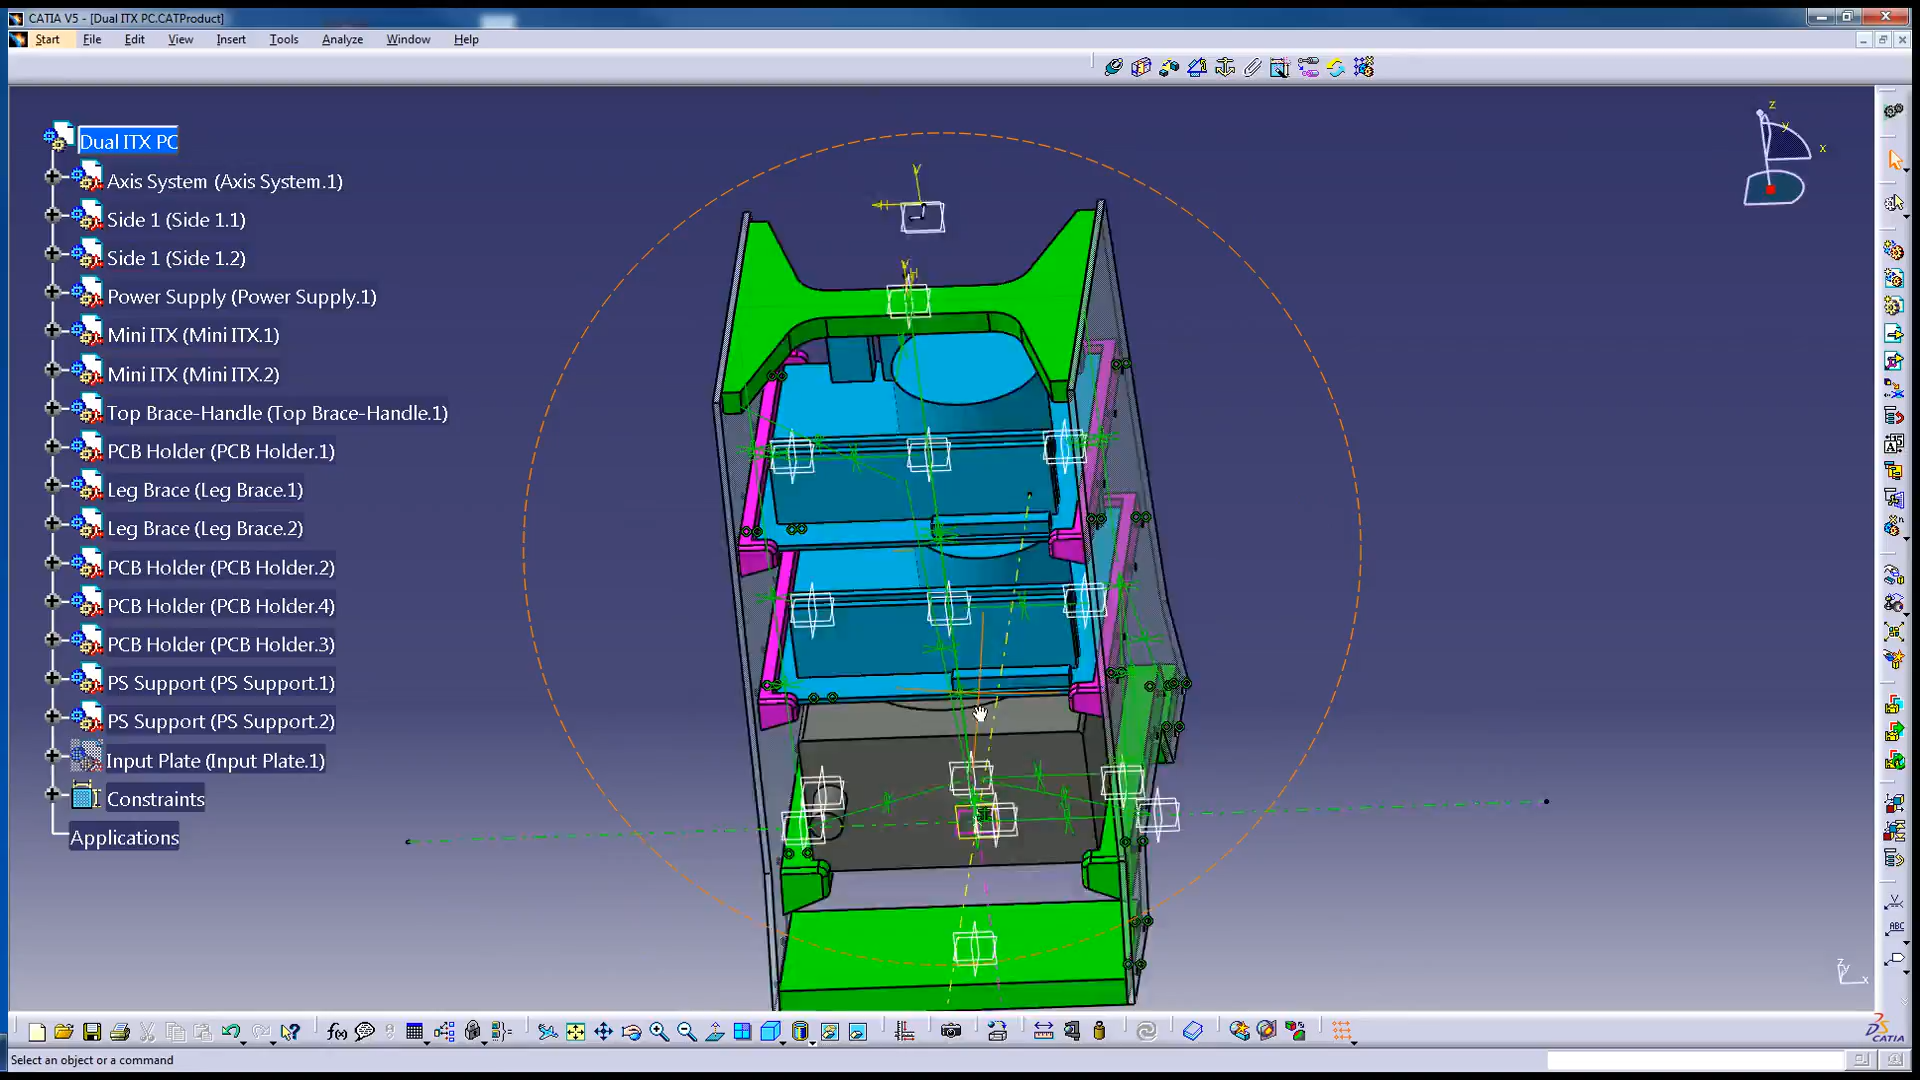 CATIA V5 - [Dual ITX PC.CATProduct]
Start File Edit View Insert Tools Analyze Window Help
Dual ITX PC
Axis System (Axis System.1)
Side 1 (Side 1.1)
Side 1 (Side 1.2)
Power Supply (Power Supply.1)
Mini ITX (Mini ITX.1)
Mini ITX (Mini ITX.2)
Top Brace-Handle (Top Brace-Handle.1)
PCB Holder (PCB Holder.1)
Leg Brace (Leg Brace.1)
Leg Brace (Leg Brace.2)
PCB Holder (PCB Holder.2)
PCB Holder (PCB Holder.4)
PCB Holder (PCB Holder.3)
PS Support (PS Support.1)
PS Support (PS Support.2)
Input Plate (Input Plate.1)
Constraints
Applications
z
y
x
V
H
ABC
z
y
x
f(x)
CATIA
Select an object or a command